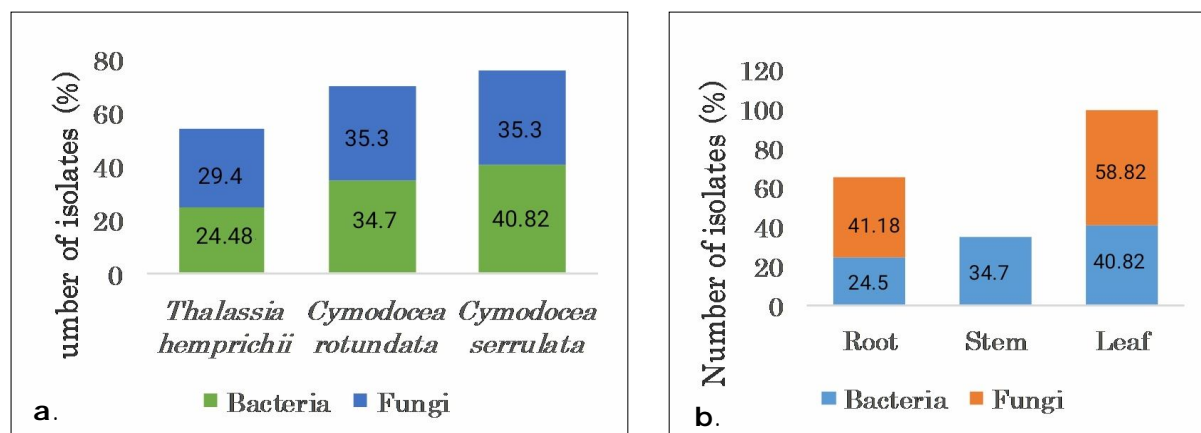 umber of isolates (%)
80
60
40
20
0
29.4
24.48
35.3
34.7
35.3
40.82
Thalassia hemprichii
Cymodocea rotundata
Cymodocea serrulata
Bacteria Fungi
a.
Number of isolates (%)
120
100
80
60
40
20
0
41.18
24.5
34.7
58.82
40.82
Root Stem Leaf
Bacteria Fungi
b.